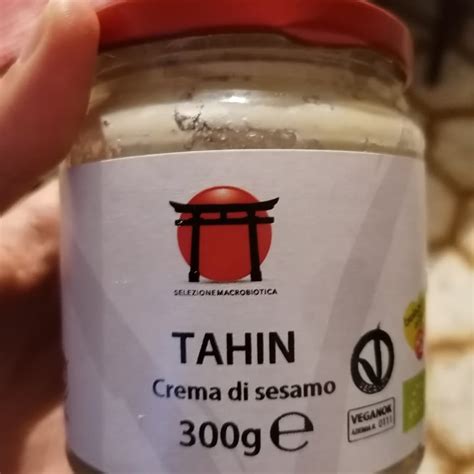 SELEZIONEMACROBIOTICA
TAHIN
Crema di sesamo
300g e
VEGANOK